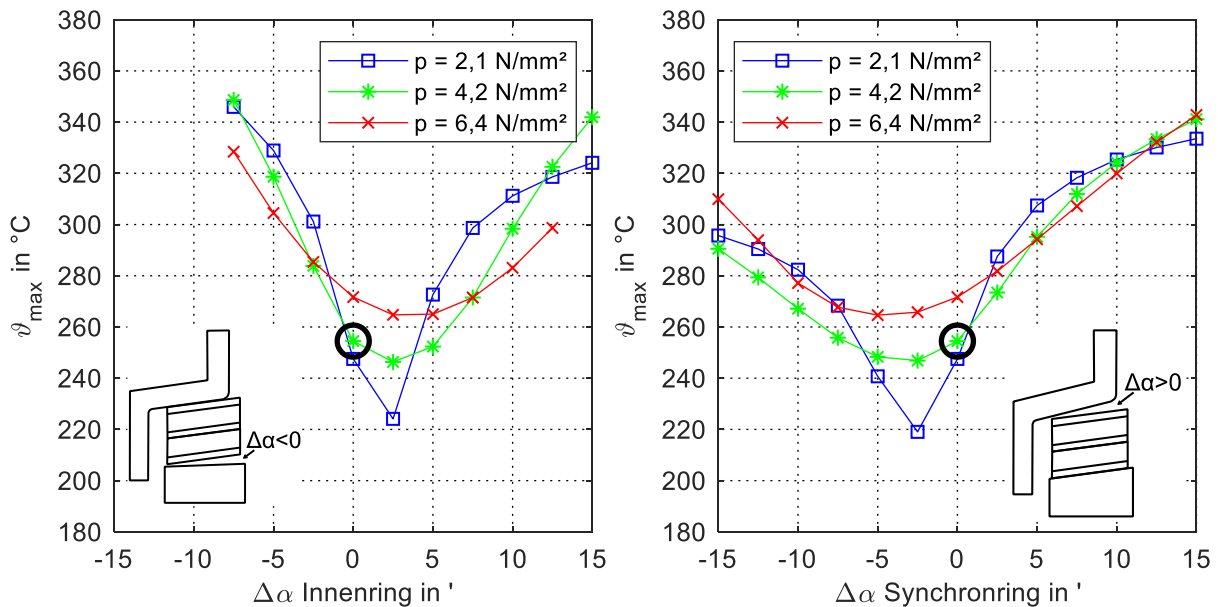 380
360
340
320
300
280
260
240
220
200
180
ϑmax in °C
p = 2,1 N/mm²
p = 4,2 N/mm²
p = 6,4 N/mm²
Δα<0
-15 -10 -5 0 5 10 15
Δα Innenring in '
380
360
340
320
300
280
260
240
220
200
180
ϑmax in °C
p = 2,1 N/mm²
p = 4,2 N/mm²
p = 6,4 N/mm²
Δα>0
-15 -10 -5 0 5 10 15
Δα Synchronring in '